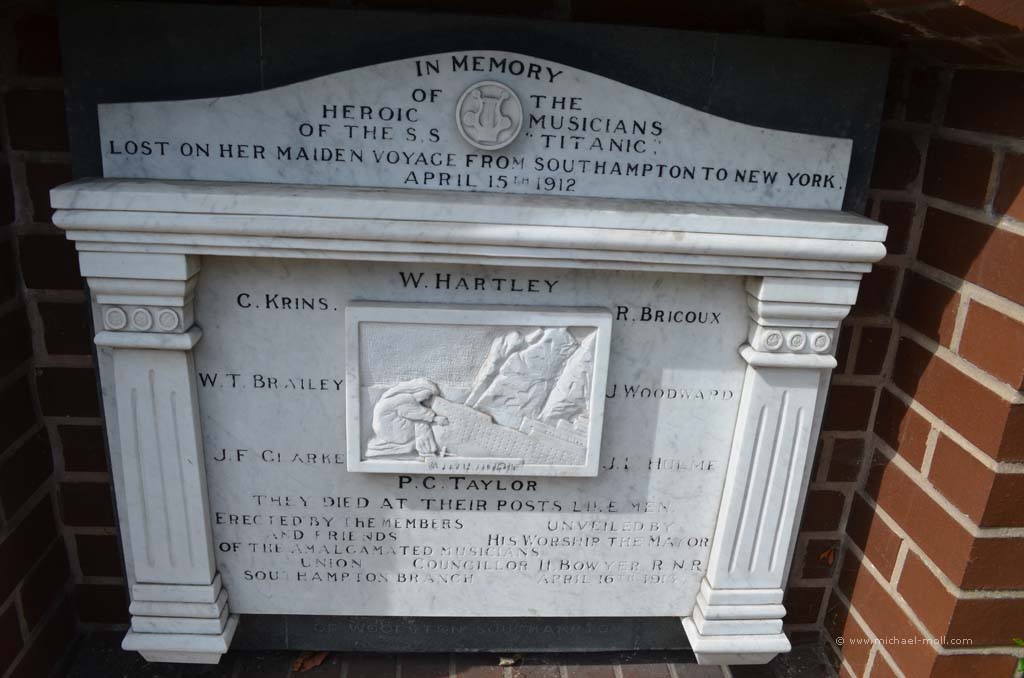 IN MEMORY
OF THE
HEROIC MUSICIANS
OF THE S.S "TITANIC".
LOST ON HER MAIDEN VOYAGE FROM SOUTHAMPTON TO NEW YORK.
APRIL 15TH 1912
W. HARTLEY
C. KRINS. R. BRICOUX
W. T. BRAILEY J WOODWARD
J. F CLARKE J. HUME
P. C. TAYLOR
THEY DIED AT THEIR POSTS LIKE MEN
ERECTED BY THE MEMBERS UNVEILED BY
AND FRIENDS HIS WORSHIP THE MAYOR
OF THE AMALGAMATED MUSICIANS
UNION COUNCILLOR H. BOWYER R.N.R
SOUTHAMPTON BRANCH APRIL 16TH
© www.michael-moll.com